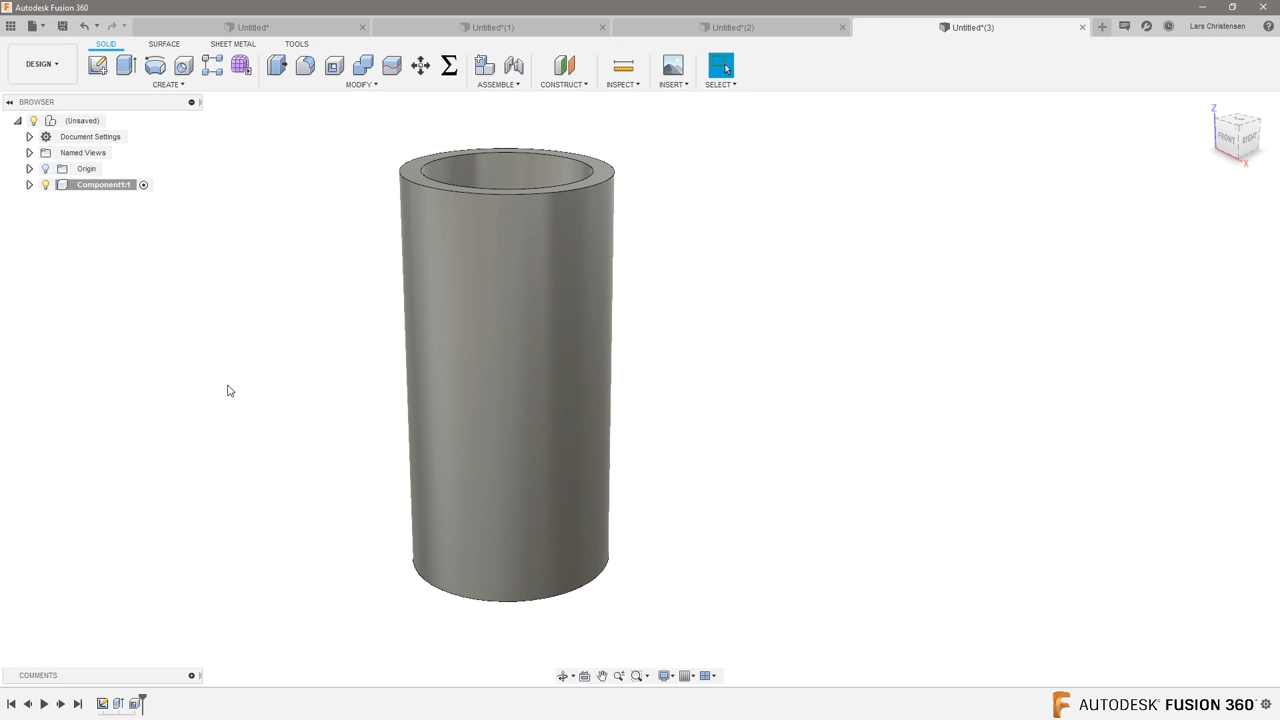 Autodesk Fusion 360
Untitled*
Untitled*(1)
Untitled*(2)
Untitled*(3)
Lars Christensen
SOLID
SURFACE
SHEET METAL
TOOLS
DESIGN
CREATE
MODIFY
ASSEMBLE
CONSTRUCT
INSPECT
INSERT
SELECT
BROWSER
(Unsaved)
Document Settings
Named Views
Origin
Component1:1
Z
FRONT
RIGHT
X
COMMENTS
AUTODESK® FUSION 360™